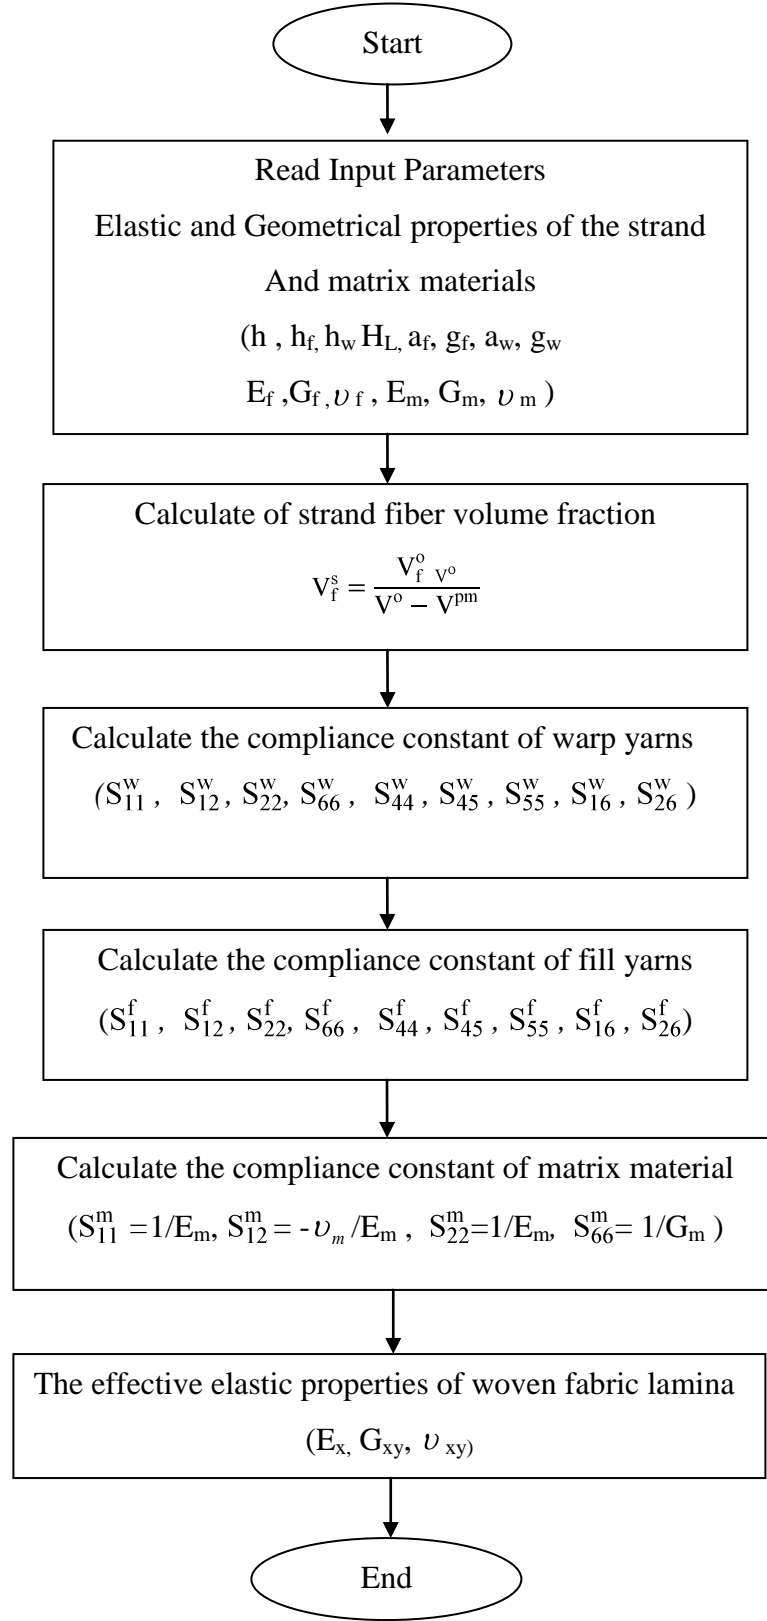 Start
Read Input Parameters
Elastic and Geometrical properties of the strand
And matrix materials
(h , h_f, h_w H_L, a_f, g_f, a_w, g_w
E_f ,G_f ,υ_f , E_m, G_m, υ_m )
Calculate of strand fiber volume fraction
V_f^s = V_f^o V^o / V^o − V^pm
Calculate the compliance constant of warp yarns
(S_11^w , S_12^w , S_22^w, S_66^w , S_44^w , S_45^w , S_55^w , S_16^w , S_26^w )
Calculate the compliance constant of fill yarns
(S_11^f , S_12^f , S_22^f, S_66^f , S_44^f , S_45^f , S_55^f , S_16^f , S_26^f)
Calculate the compliance constant of matrix material
(S_11^m =1/E_m, S_12^m = -υ_m /E_m , S_22^m=1/E_m, S_66^m= 1/G_m )
The effective elastic properties of woven fabric lamina
(E_x, G_xy, υ_xy)
End